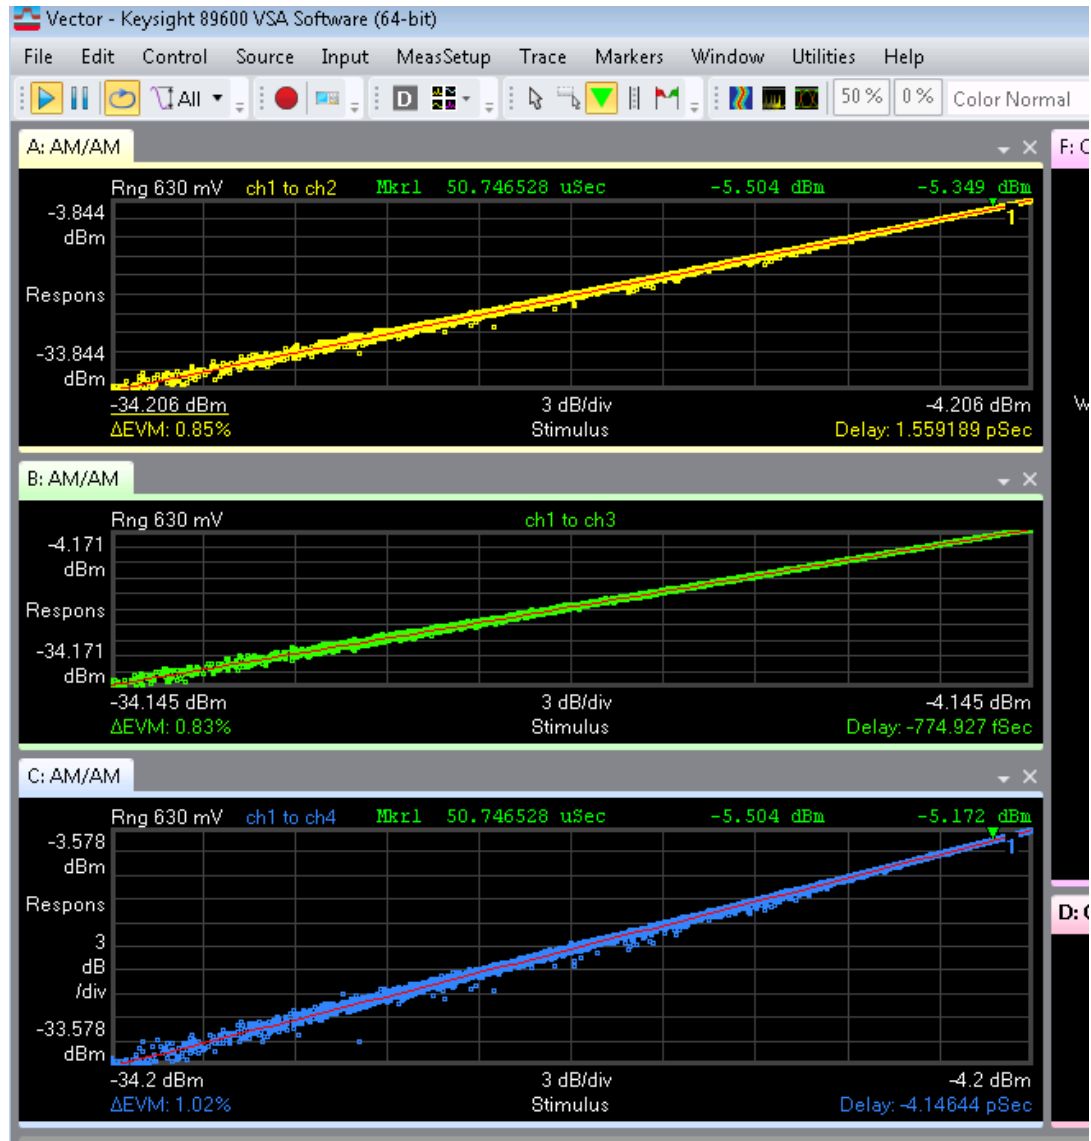 Vector - Keysight 89600 VSA Software (64-bit)
File Edit Control Source Input MeasSetup Trace Markers Window Utilities Help
All D 50 % 0 % Color Normal
A: AM/AM
Rng 630 mV ch1 to ch2 Mkr1 50.746528 uSec -5.504 dBm -5.349 dBm
-3.844
dBm
1
Respons
-33.844
dBm
-34.206 dBm 3 dB/div -4.206 dBm
ΔEVM: 0.85% Stimulus Delay: 1.559189 pSec
B: AM/AM
Rng 630 mV ch1 to ch3
-4.171
dBm
Respons
-34.171
dBm
-34.145 dBm 3 dB/div -4.145 dBm
ΔEVM: 0.83% Stimulus Delay: -774.927 fSec
C: AM/AM
Rng 630 mV ch1 to ch4 Mkr1 50.746528 uSec -5.504 dBm -5.172 dBm
-3.578
dBm
1
Respons
3
dB
/div
-33.578
dBm
-34.2 dBm 3 dB/div -4.2 dBm
ΔEVM: 1.02% Stimulus Delay: -4.14644 pSec
F:
D: